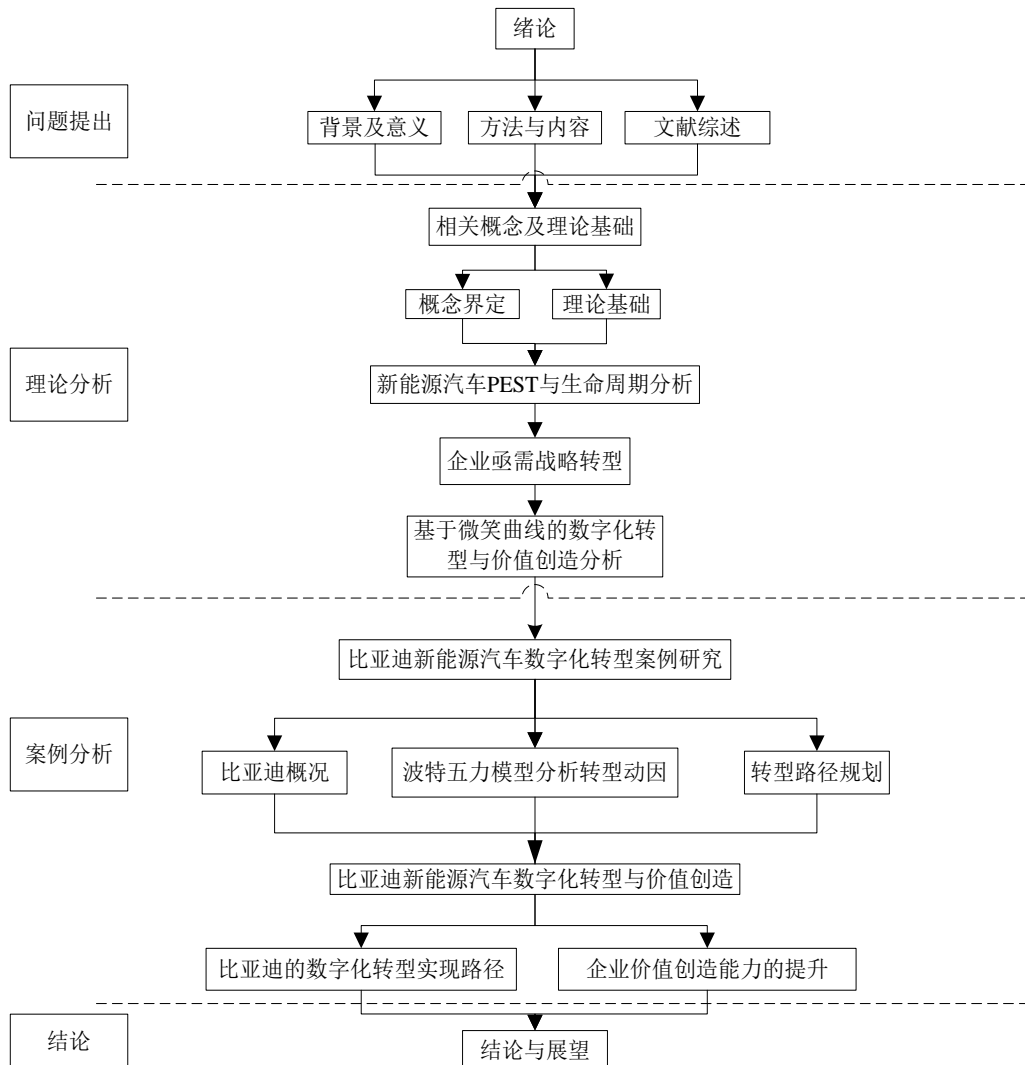 绪论
问题提出
背景及意义
方法与内容
文献综述
相关概念及理论基础
概念界定
理论基础
理论分析
新能源汽车PEST与生命周期分析
企业亟需战略转型
基于微笑曲线的数字化转
型与价值创造分析
比亚迪新能源汽车数字化转型案例研究
案例分析
比亚迪概况
波特五力模型分析转型动因
转型路径规划
比亚迪新能源汽车数字化转型与价值创造
比亚迪的数字化转型实现路径
企业价值创造能力的提升
结论
结论与展望